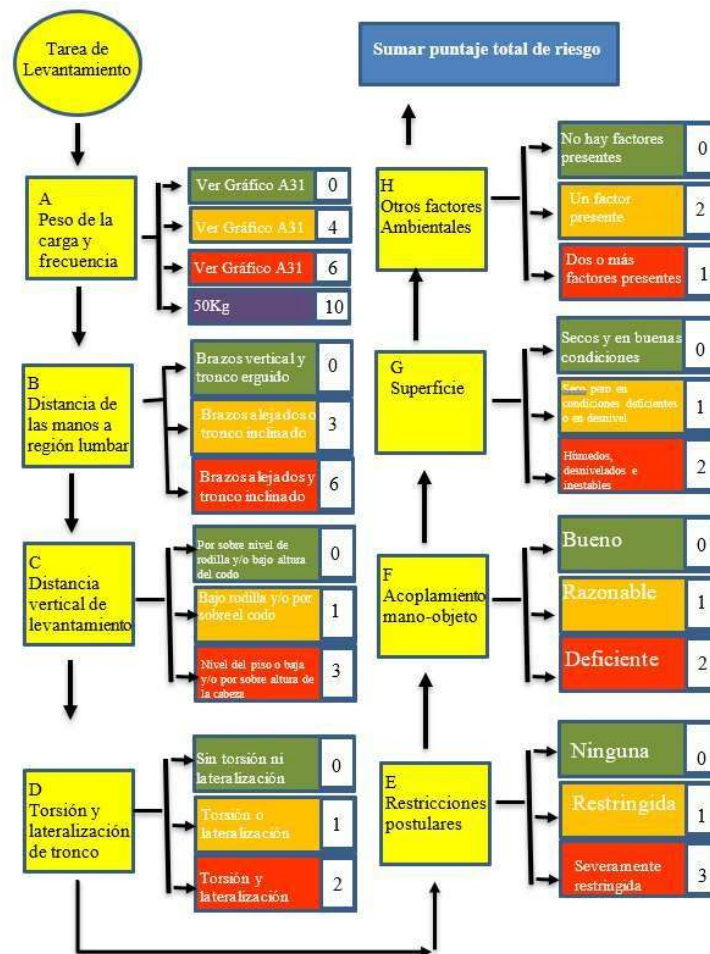 Tarea de
Levantamiento
Sumar puntaje total de riesgo
A
Peso de la
carga y
frecuencia
Ver Gráfico A31
0
Ver Gráfico A31
4
Ver Gráfico A31
6
50Kg
10
B
Distancia de
las manos a
región lumbar
Brazos vertical y
tronco erguido
0
Brazos alejados o
tronco inclinado
3
Brazos alejados y
tronco inclinado
6
C
Distancia
vertical de
levantamiento
Por sobre nivel de
rodilla y/o bajo altura
del codo
0
Bajo rodilla y/o por
sobre el codo
1
Nivel del piso o baja
y/o por sobre altura de
la cabeza
3
D
Torsión y
lateralización
de tronco
Sin torsión ni
lateralización
0
Torsión o
lateralización
1
Torsión y
lateralización
2
E
Restricciones
postulares
Ninguna
0
Restringida
1
Severamente
restringida
3
F
Acoplamiento
mano-objeto
Bueno
0
Razonable
1
Deficiente
2
G
Superfície
Secos y en buenas
condiciones
0
Seco pero en
condiciones deficientes
o en desnivel
1
Húmedos,
desnivelados e
inestables
2
H
Otros factores
Ambientales
No hay factores
presentes
0
Un factor
presente
2
Dos o más
factores presentes
1